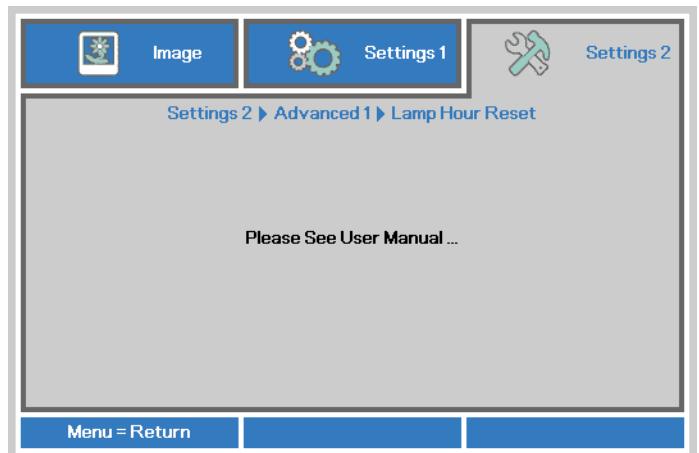 Image
Settings 1
Settings 2
Settings 2 ▶ Advanced 1 ▶ Lamp Hour Reset
Please See User Manual ...
Menu = Return